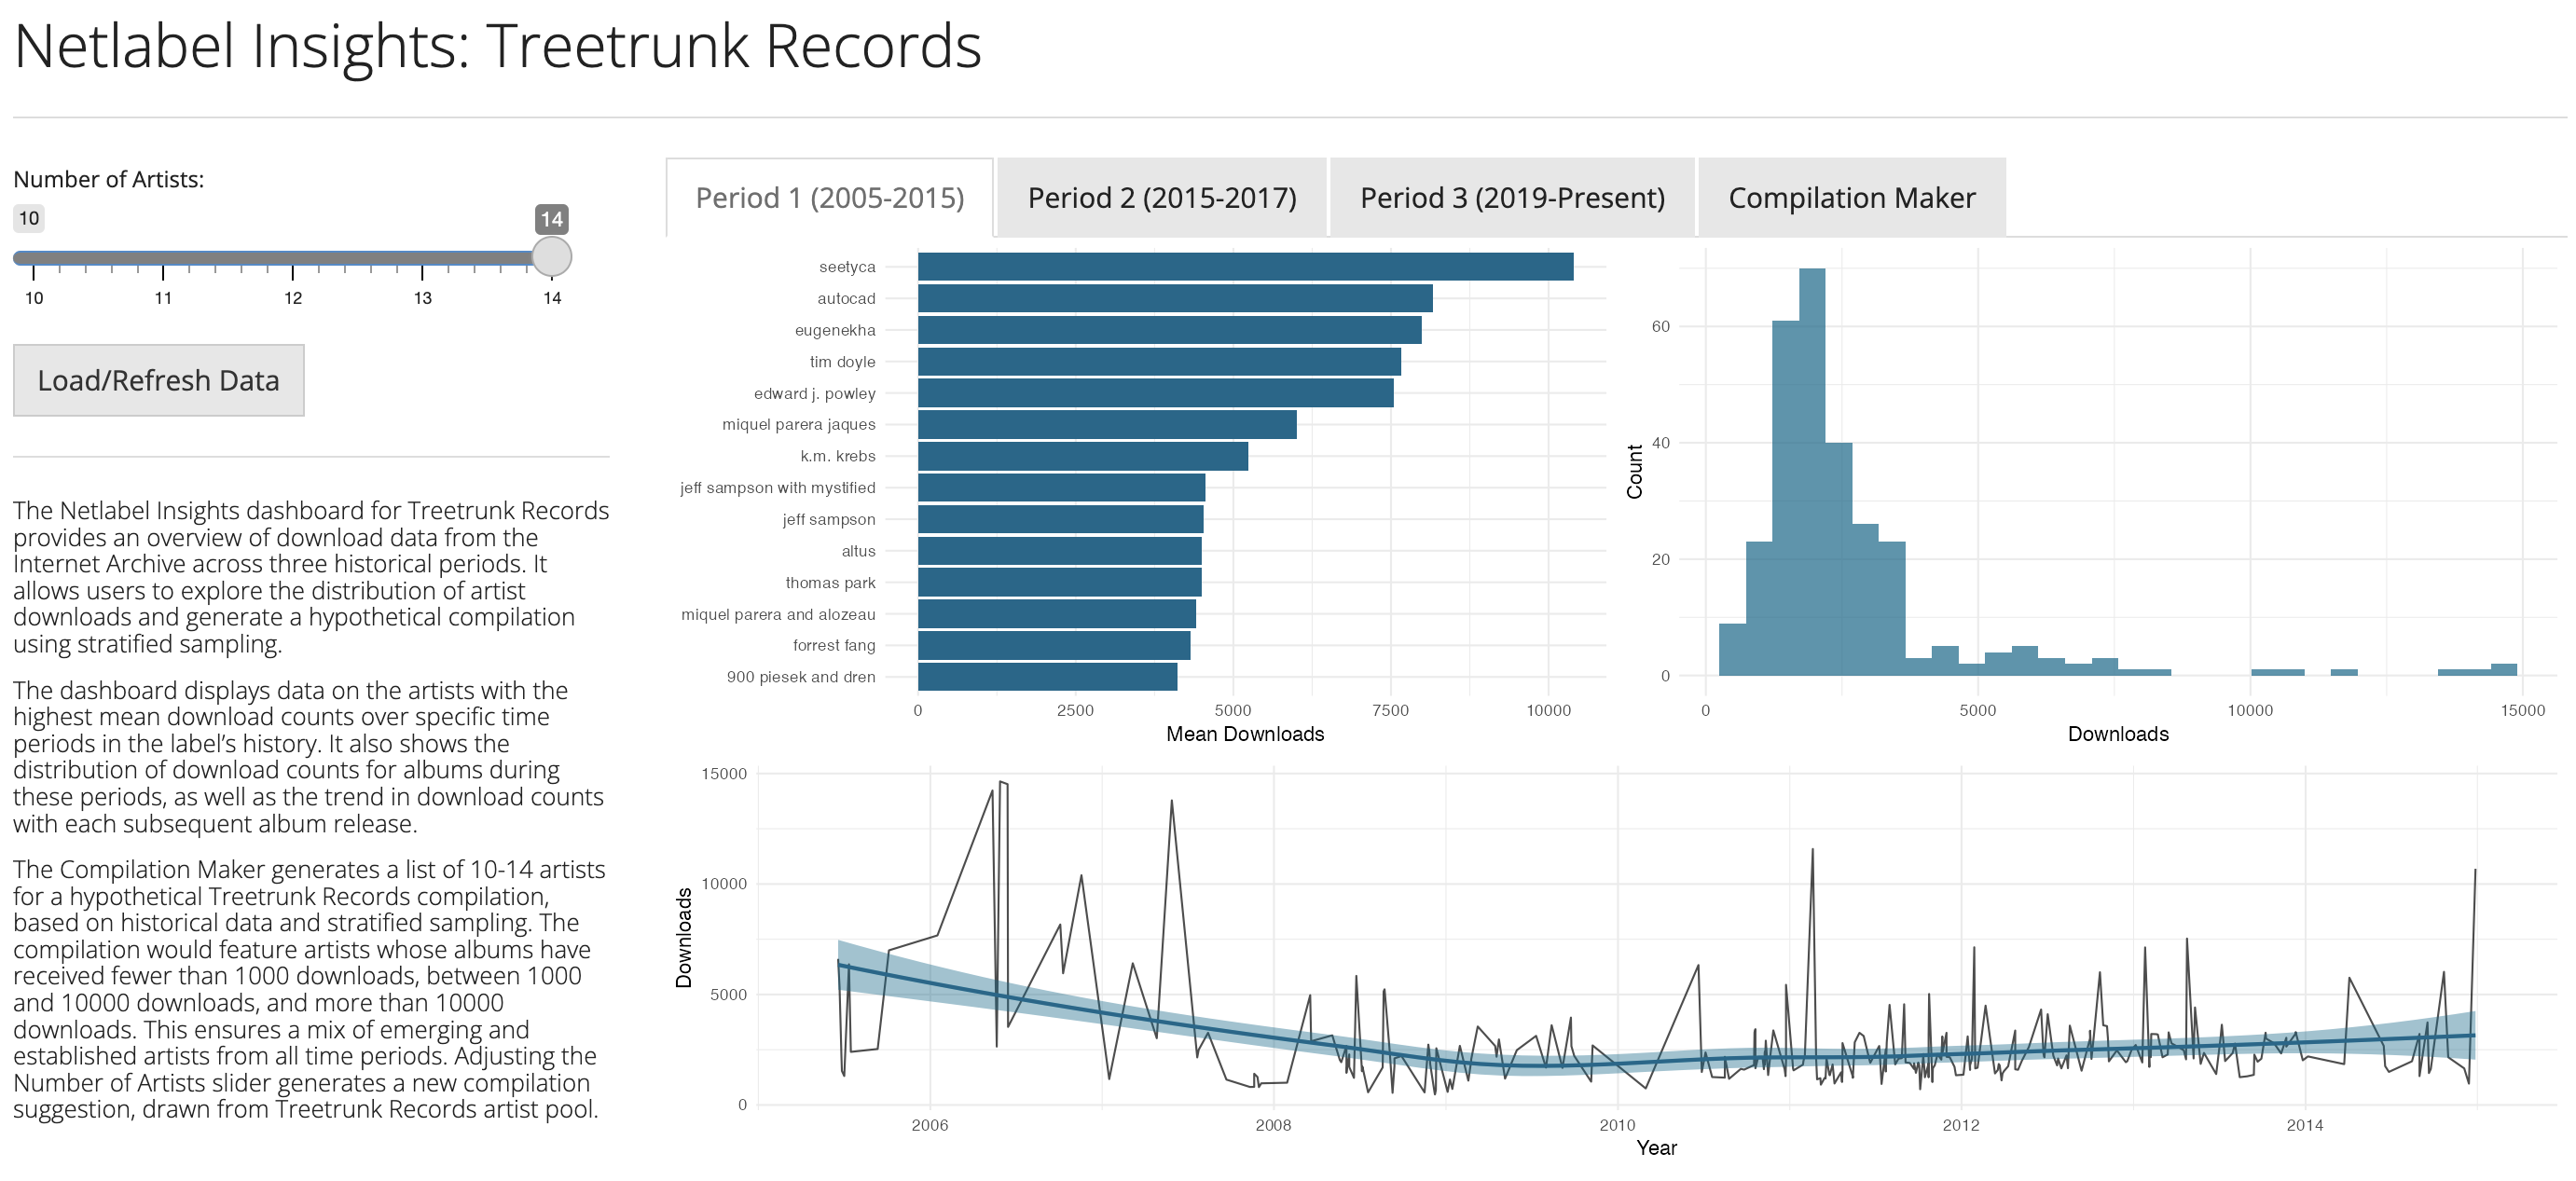 Netlabel Insights: Treetrunk Records
Number of Artists:
10
14
10 11 12 13 14
Load/Refresh Data
The Netlabel Insights dashboard for Treetrunk Records
provides an overview of download data from the
Internet Archive across three historical periods. It
allows users to explore the distribution of artist
downloads and generate a hypothetical compilation
using stratified sampling.
The dashboard displays data on the artists with the
highest mean download counts over specific time
periods in the label's history. It also shows the
distribution of download counts for albums during
these periods, as well as the trend in download counts
with each subsequent album release.
The Compilation Maker generates a list of 10-14 artists
for a hypothetical Treetrunk Records compilation,
based on historical data and stratified sampling. The
compilation would feature artists whose albums have
received fewer than 1000 downloads, between 1000
and 10000 downloads, and more than 10000
downloads. This ensures a mix of emerging and
established artists from all time periods. Adjusting the
Number of Artists slider generates a new compilation
suggestion, drawn from Treetrunk Records artist pool.
Period 1 (2005-2015)
Period 2 (2015-2017)
Period 3 (2019-Present)
Compilation Maker
seetyca
autocad
eugenekha
tim doyle
edward j. powley
miquel parera jaques
k.m. krebs
jeff sampson with mystified
jeff sampson
altus
thomas park
miquel parera and alozeau
forrest fang
900 piesek and dren
0 2500 5000 7500 10000
Mean Downloads
Count
60
40
20
0
0 5000 10000 15000
Downloads
Downloads
15000
10000
5000
0
2006 2008 2010 2012 2014
Year